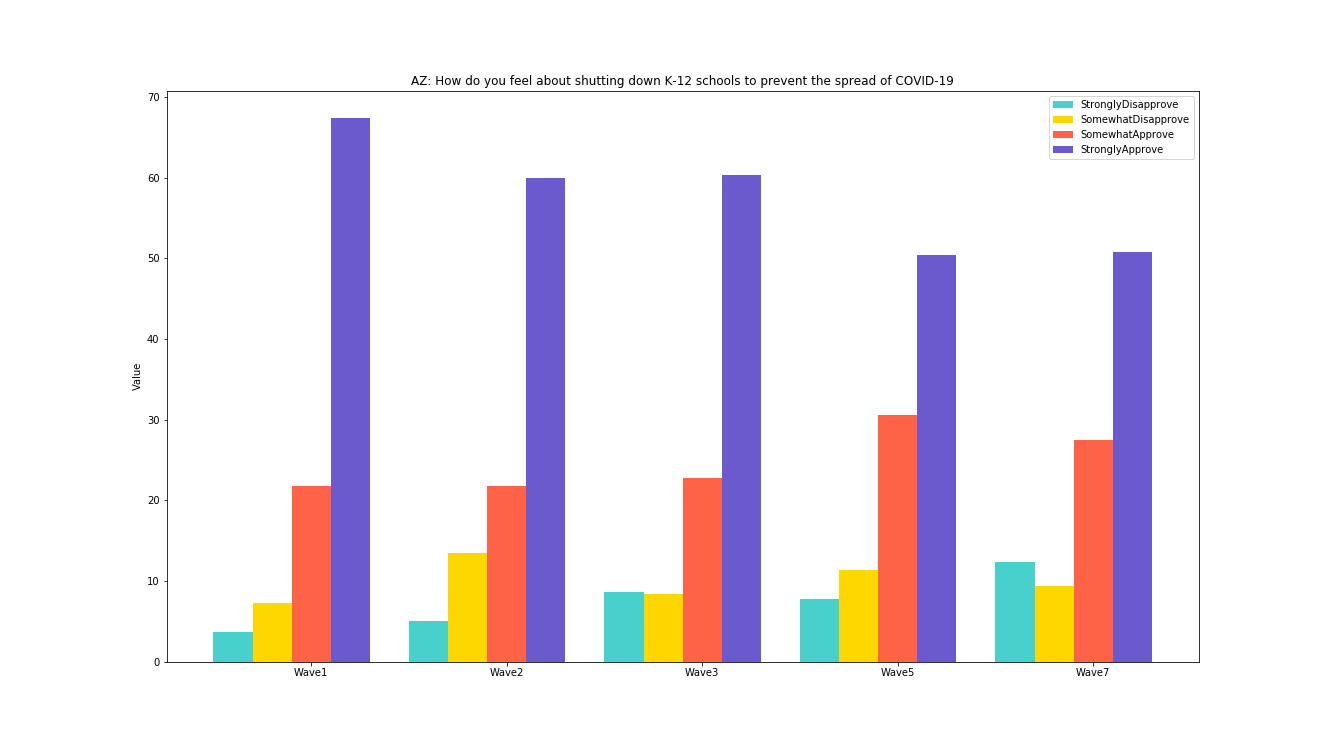 AZ: How do you feel about shutting down K-12 schools to prevent the spread of COVID-19
70
60
50
40
30
20
10
0
Value
StronglyDisapprove
SomewhatDisapprove
SomewhatApprove
StronglyApprove
Wave1
Wave2
Wave3
Wave5
Wave7